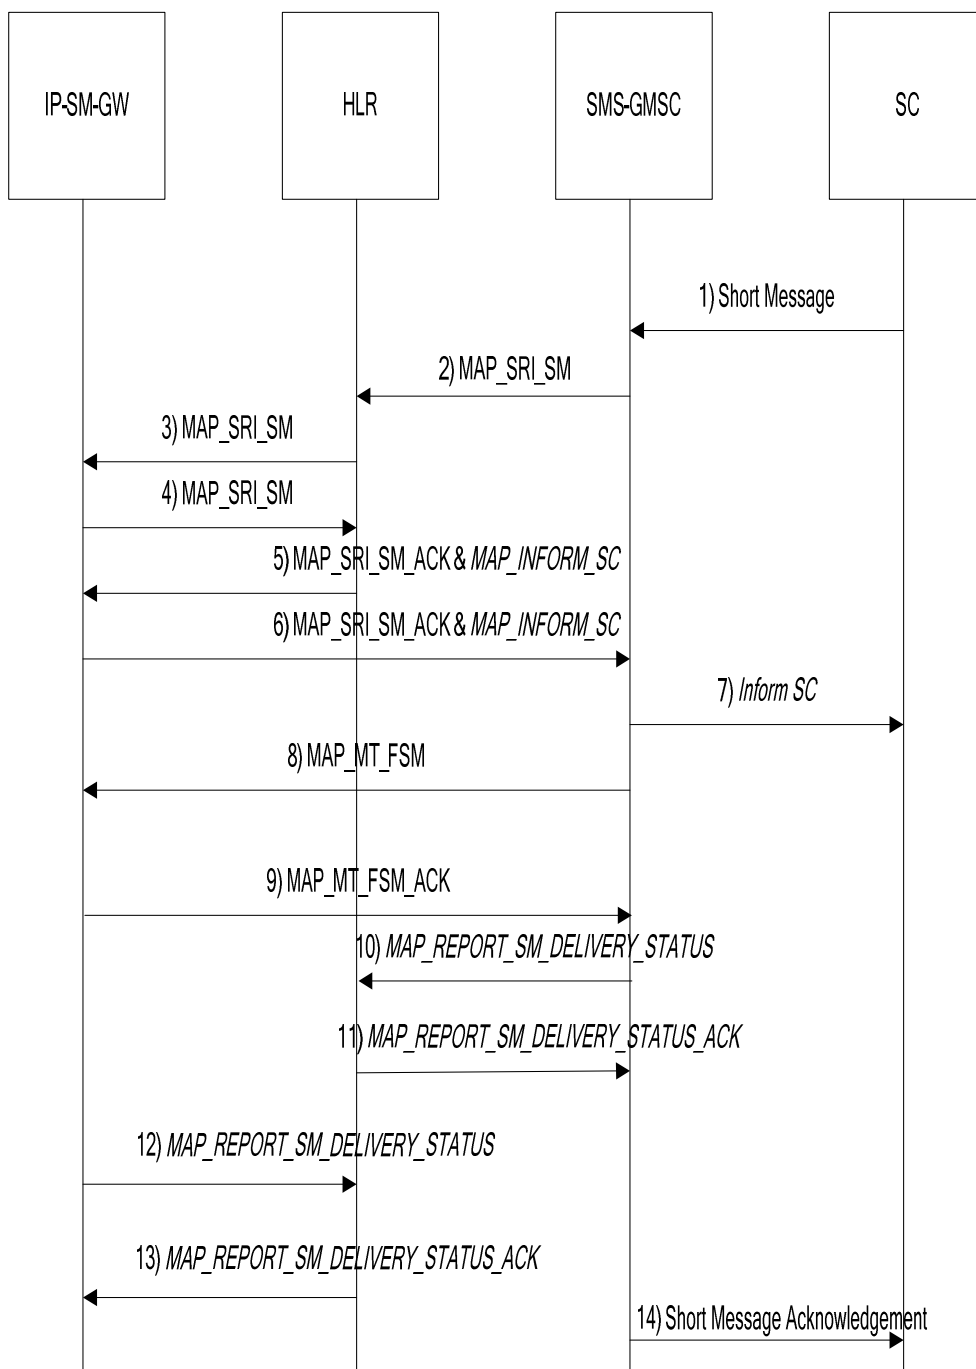 IP-SM-GW
HLR
SMS-GMSC
SC
1) Short Message
2) MAP_SRI_SM
3) MAP_SRI_SM
4) MAP_SRI_SM
5) MAP_SRI_SM_ACK & MAP_INFORM_SC
6) MAP_SRI_SM_ACK & MAP_INFORM_SC
7) Inform SC
8) MAP_MT_FSM
9) MAP_MT_FSM_ACK
10) MAP_REPORT_SM_DELIVERY_STATUS
11) MAP_REPORT_SM_DELIVERY_STATUS_ACK
12) MAP_REPORT_SM_DELIVERY_STATUS
13) MAP_REPORT_SM_DELIVERY_STATUS_ACK
14) Short Message Acknowledgement